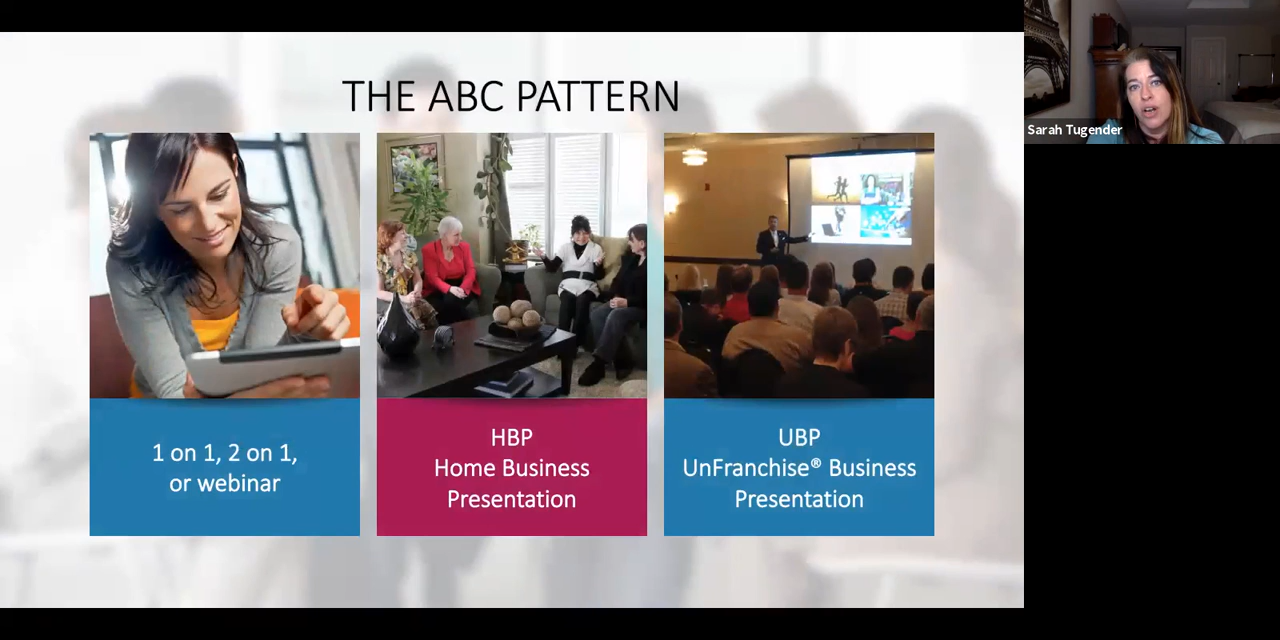 THE ABC PATTERN
Sarah Tugender
1 on 1, 2 on 1,
or webinar
HBP
Home Business
Presentation
UBP
UnFranchise® Business
Presentation